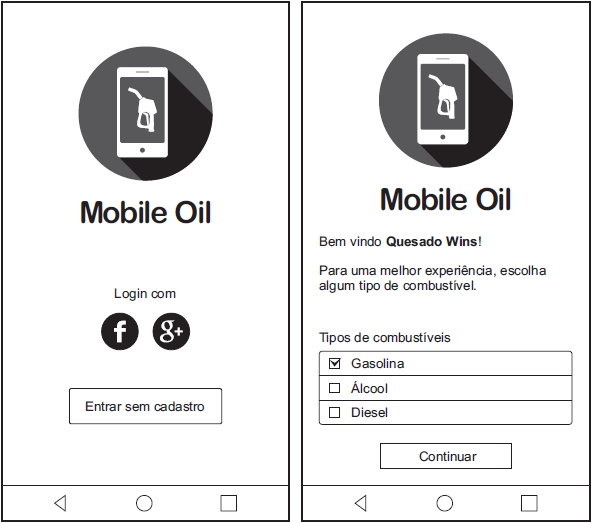 Mobile Oil
Login com
f g+
Entrar sem cadastro
Mobile Oil
Bem vindo Quesado Wins!
Para uma melhor experiência, escolha
algum tipo de combustível.
Tipos de combustíveis
Gasolina
Álcool
Diesel
Continuar